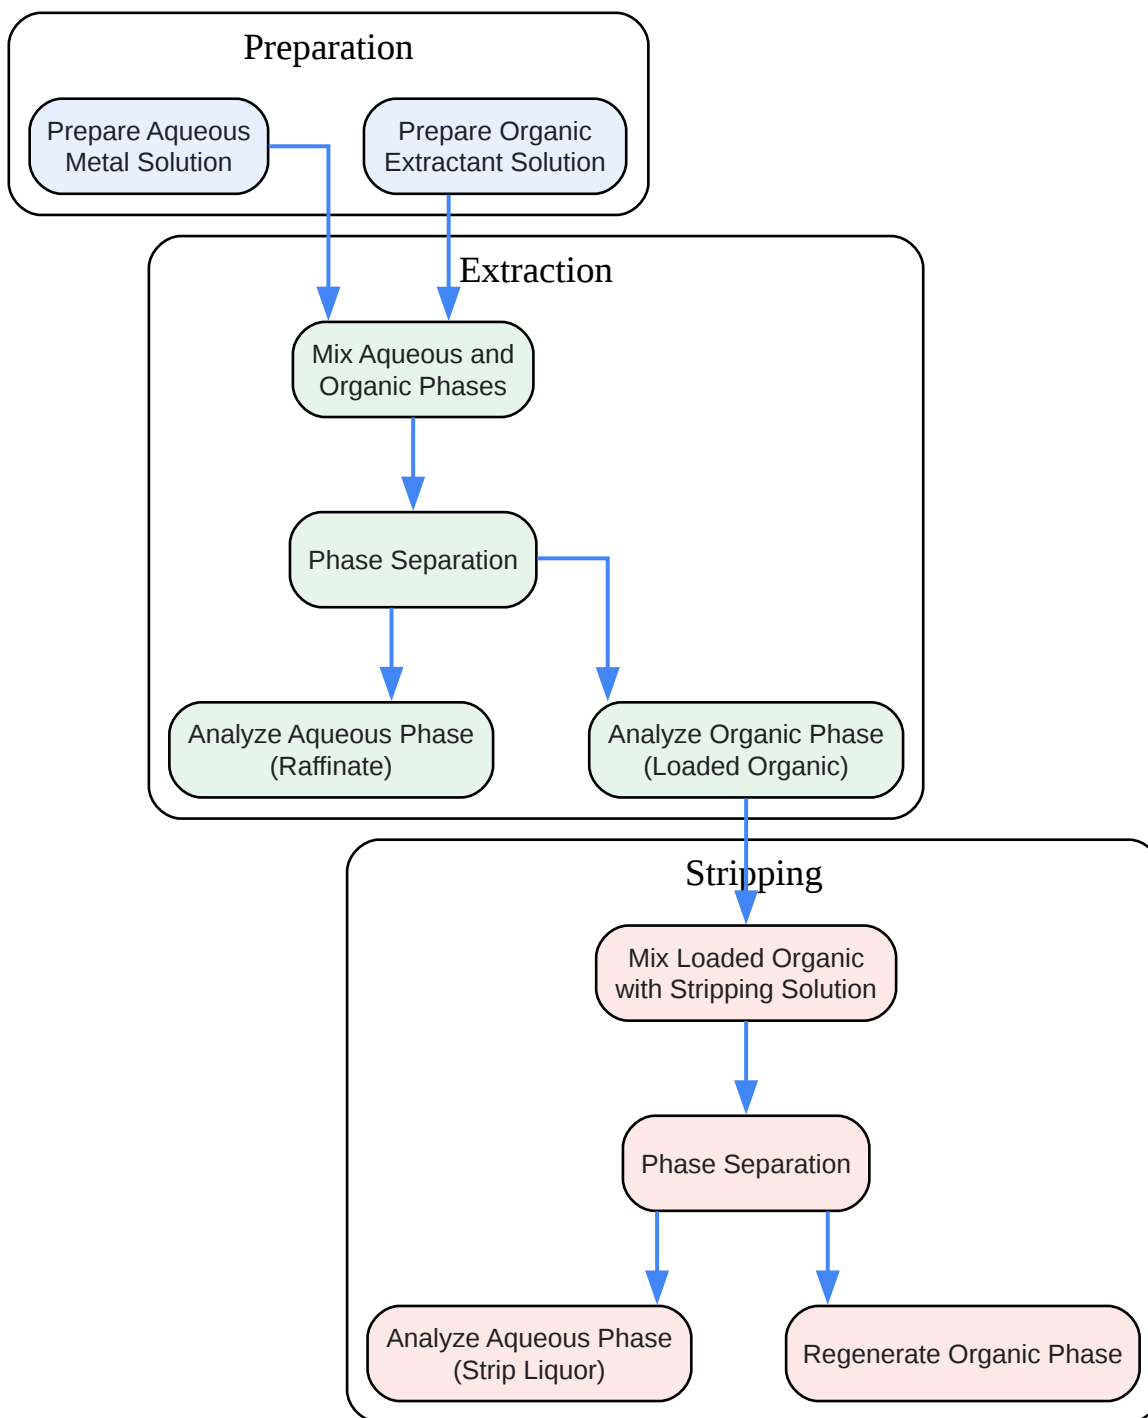 Preparation
Prepare Aqueous
Metal Solution
Prepare Organic
Extractant Solution
Extraction
Mix Aqueous and
Organic Phases
Phase Separation
Analyze Aqueous Phase
(Raffinate)
Analyze Organic Phase
(Loaded Organic)
Stripping
Mix Loaded Organic
with Stripping Solution
Phase Separation
Analyze Aqueous Phase
(Strip Liquor)
Regenerate Organic Phase